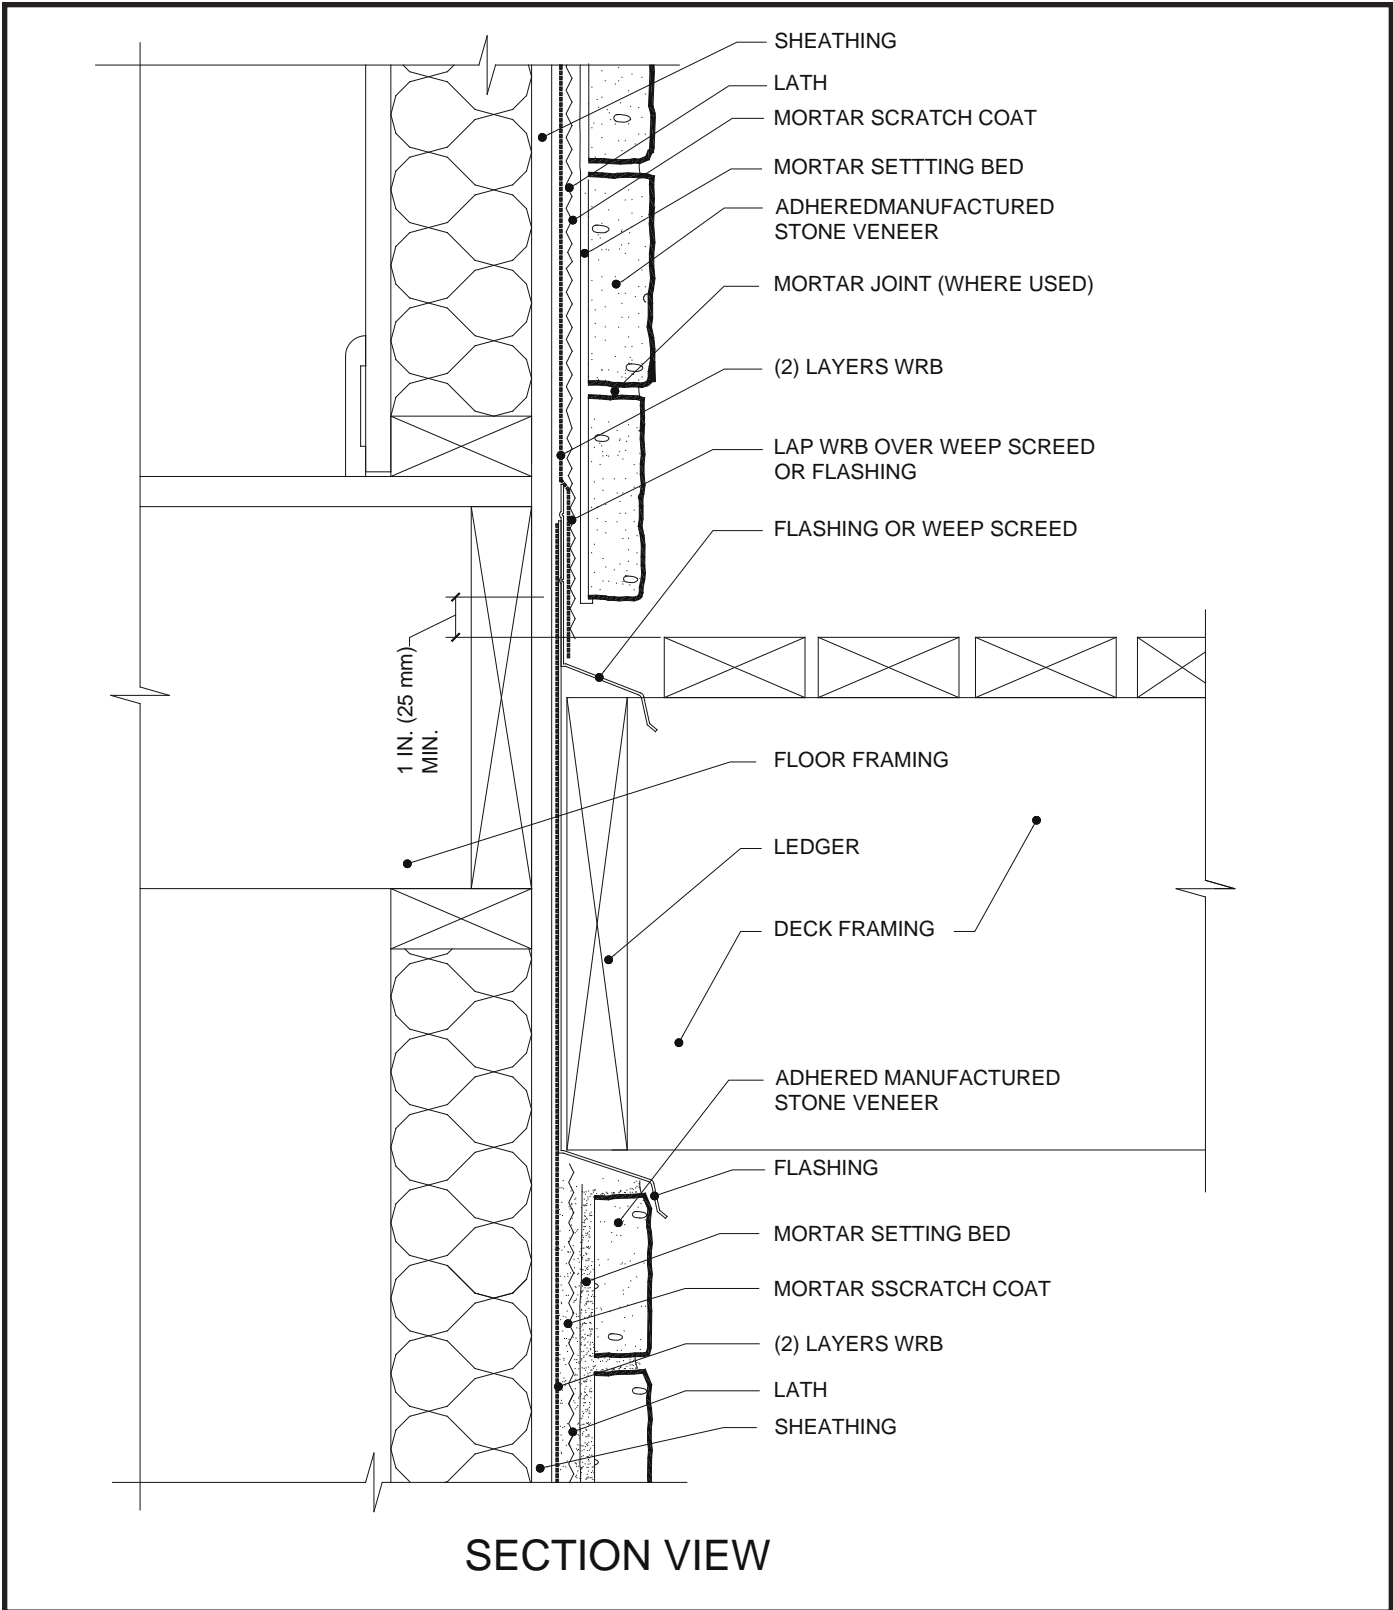 SHEATHING
LATH
MORTAR SCRATCH COAT
MORTAR SETTTING BED
ADHEREDMANUFACTURED
STONE VENEER
MORTAR JOINT (WHERE USED)
(2) LAYERS WRB
LAP WRB OVER WEEP SCREED
OR FLASHING
FLASHING OR WEEP SCREED
1 IN. (25 mm)
MIN.
FLOOR FRAMING
LEDGER
DECK FRAMING
ADHERED MANUFACTURED
STONE VENEER
FLASHING
MORTAR SETTING BED
MORTAR SSCRATCH COAT
(2) LAYERS WRB
LATH
SHEATHING
SECTION VIEW